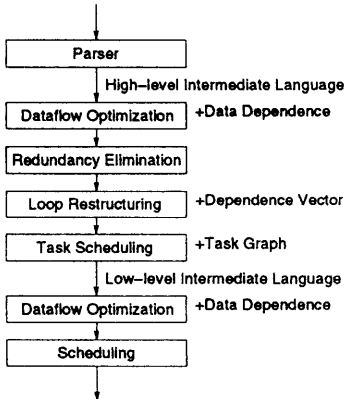 Parser
High-level Intermediate Language
Dataflow Optimization +Data Dependence
Redundancy Elimination
Loop Restructuring +Dependence Vector
Task Scheduling +Task Graph
Low-level Intermediate Language
Dataflow Optimization +Data Dependence
Scheduling